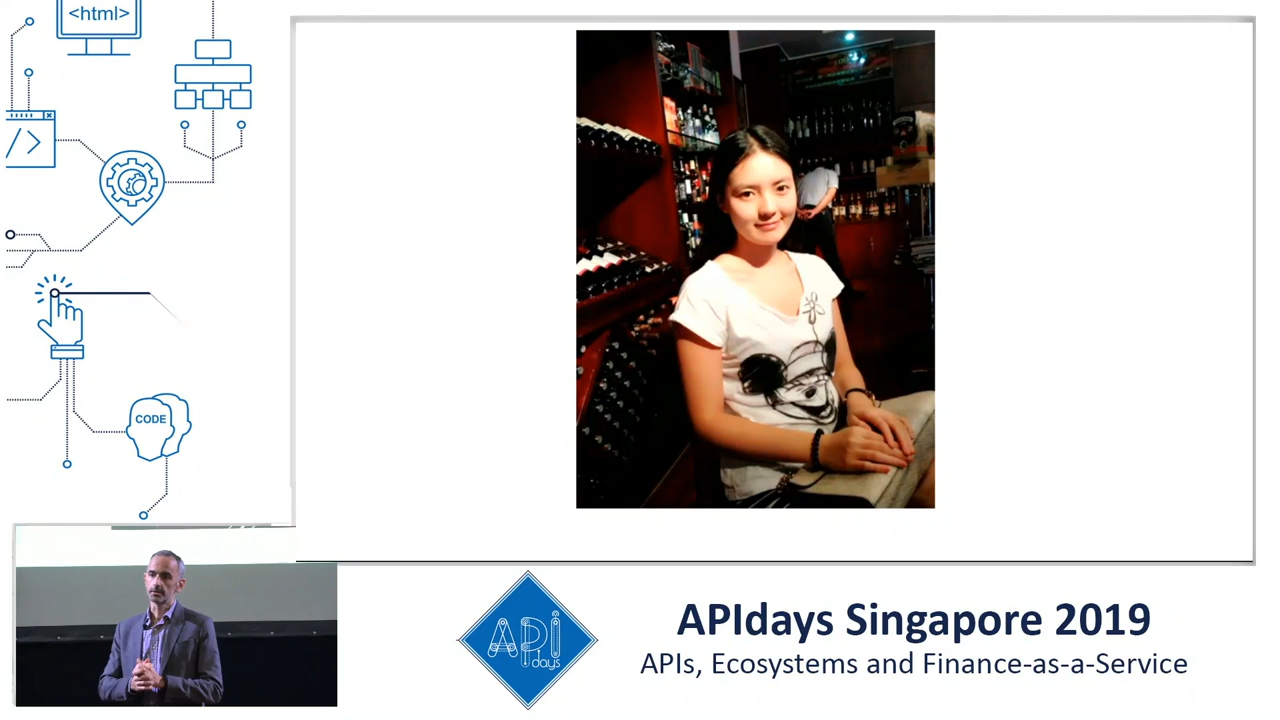 <html>
</>
CODE
API
days
APIdays Singapore 2019
APIs, Ecosystems and Finance-as-a-Service